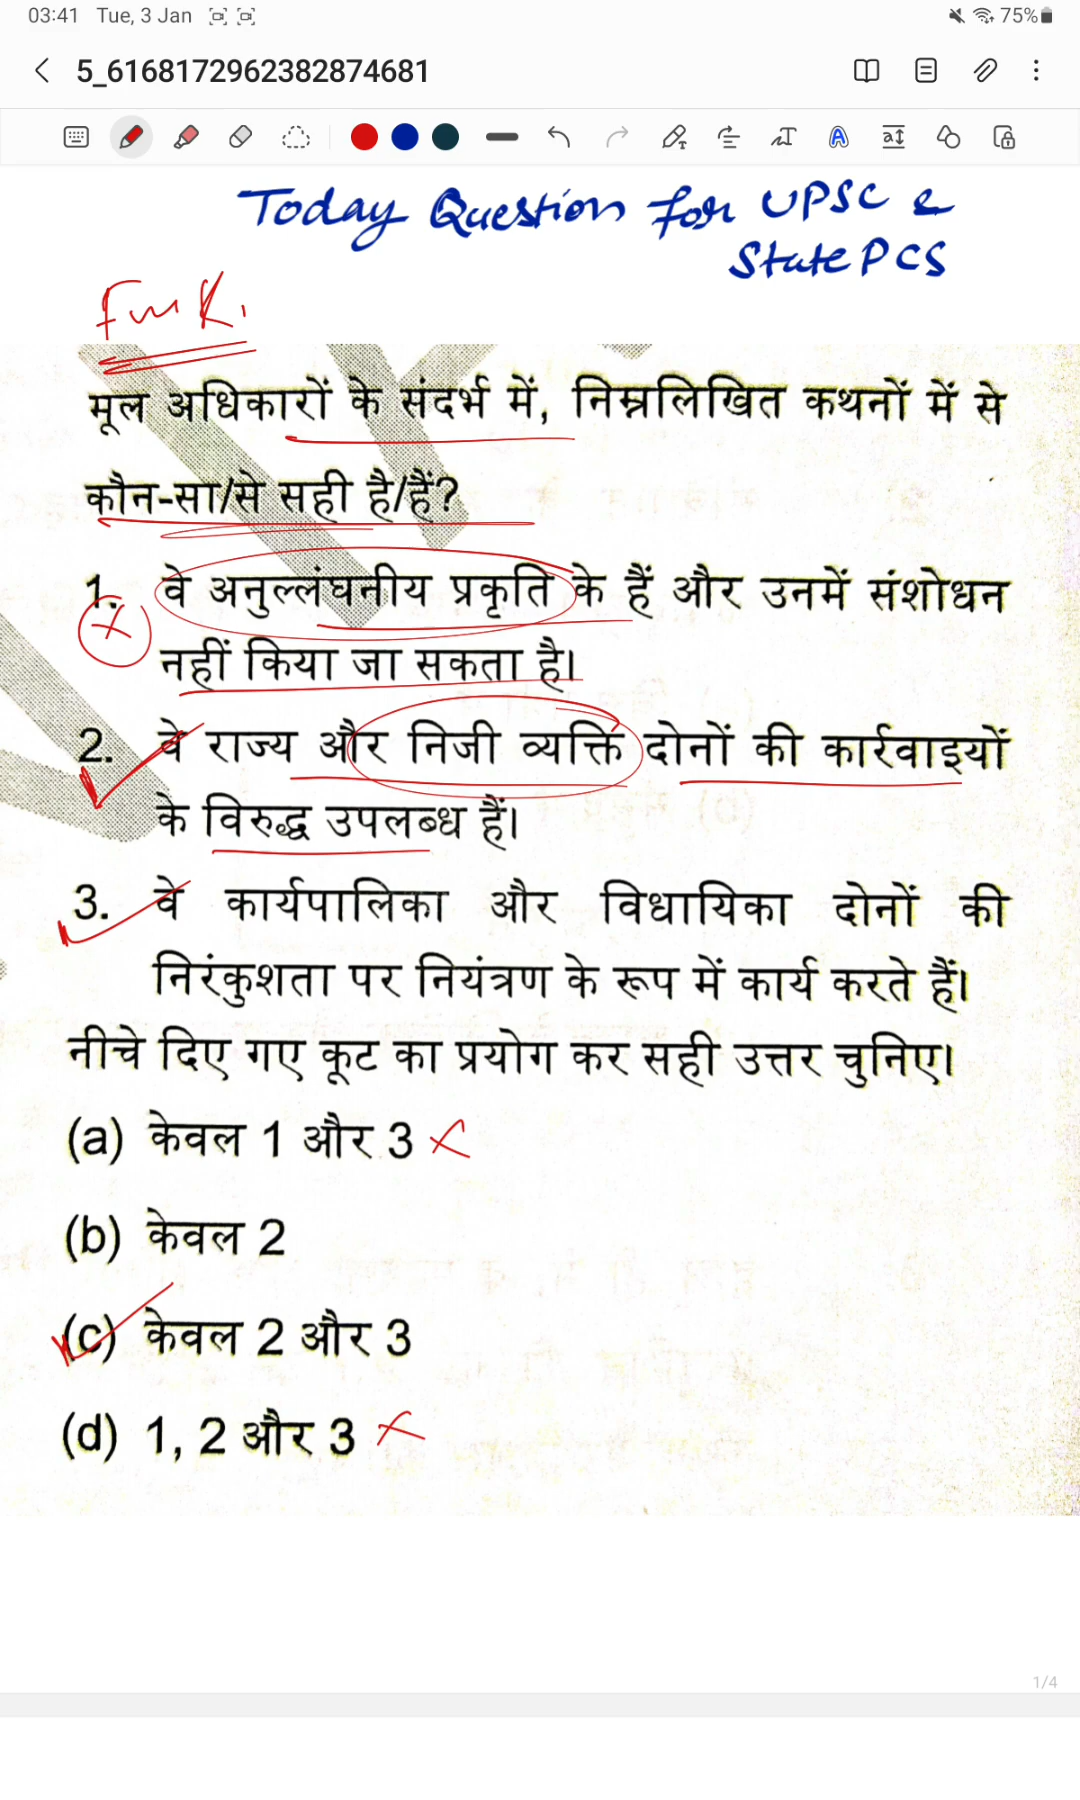 03:41 Tue, 3 Jan 75%
5_6168172962382874681
Today Question for UPSC &
State PCS
मूल अधिकारों के संदर्भ में, निम्नलिखित कथनों में से
कौन-सा/से सही है/हैं?
1. वे अनुल्लंघनीय प्रकृति के हैं और उनमें संशोधन
नहीं किया जा सकता है।
2. वे राज्य और निजी व्यक्ति दोनों की कार्रवाइयों
के विरुद्ध उपलब्ध हैं।
3. वे कार्यपालिका और विधायिका दोनों की
निरंकुशता पर नियंत्रण के रूप में कार्य करते हैं।
नीचे दिए गए कूट का प्रयोग कर सही उत्तर चुनिए।
(a) केवल 1 और 3
(b) केवल 2
(c) केवल 2 और 3
(d) 1, 2 और 3
1/4